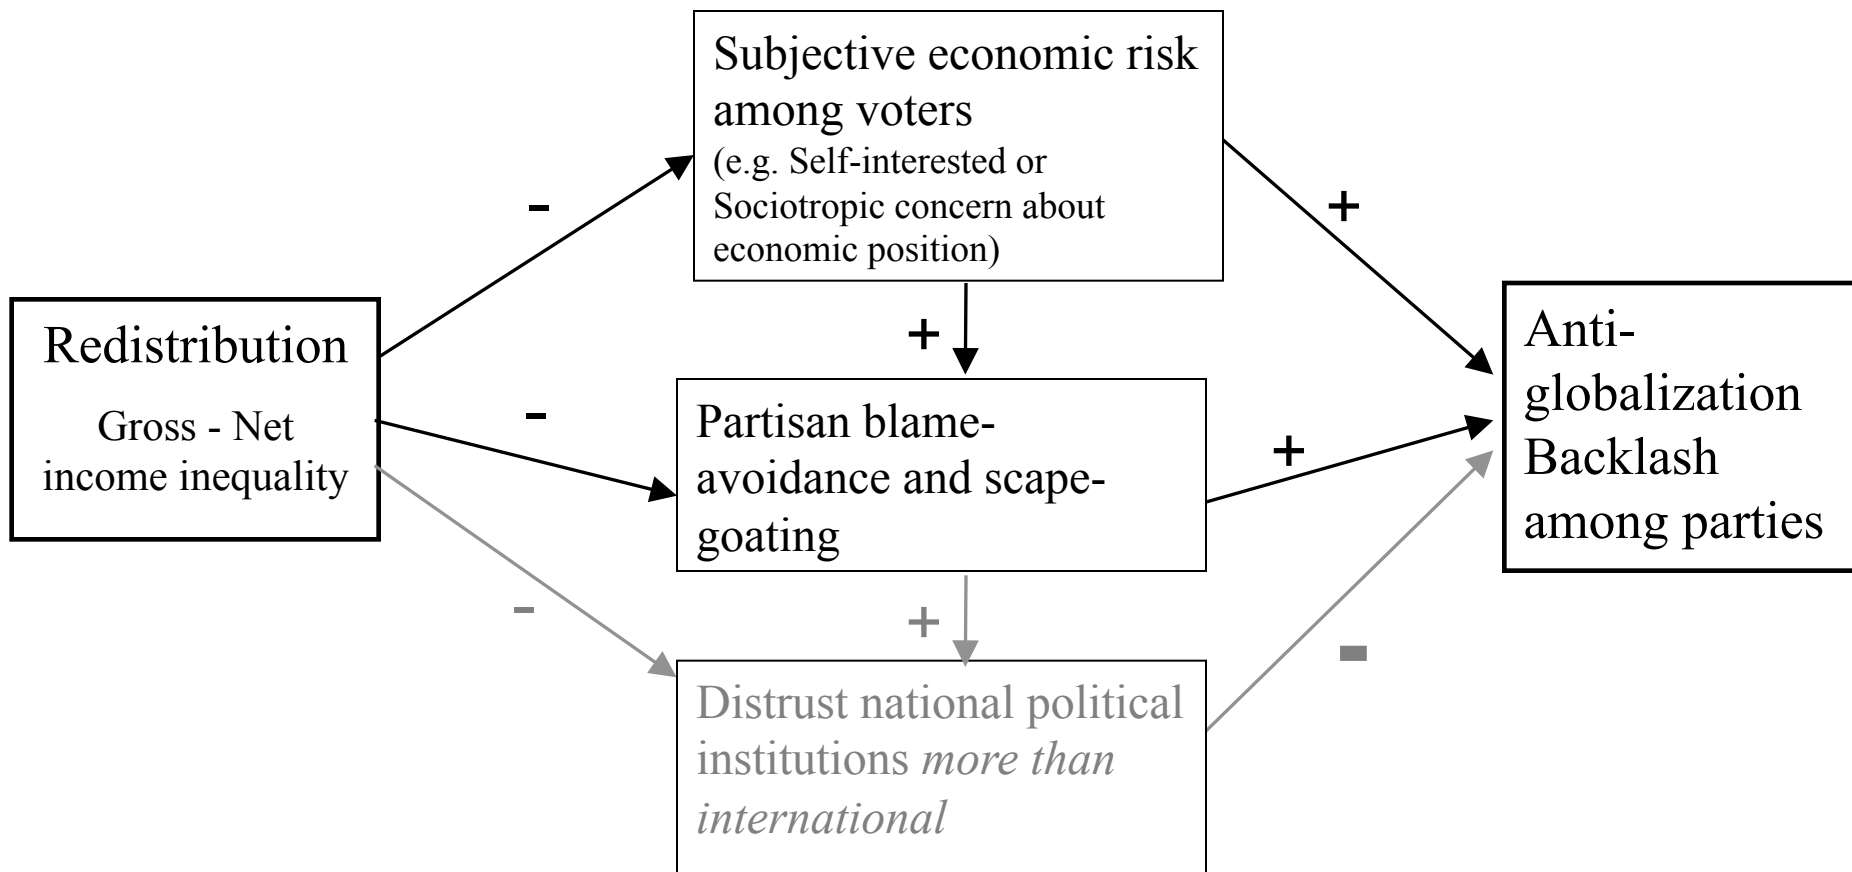 Subjective economic risk
among voters
(e.g. Self-interested or
Sociotropic concern about
economic position)
-
+
Redistribution
Gross - Net
income inequality
+
Anti-
globalization
Backlash
among parties
-
Partisan blame-
avoidance and scape-
goating
+
-
+
-
Distrust national political
institutions more than
international